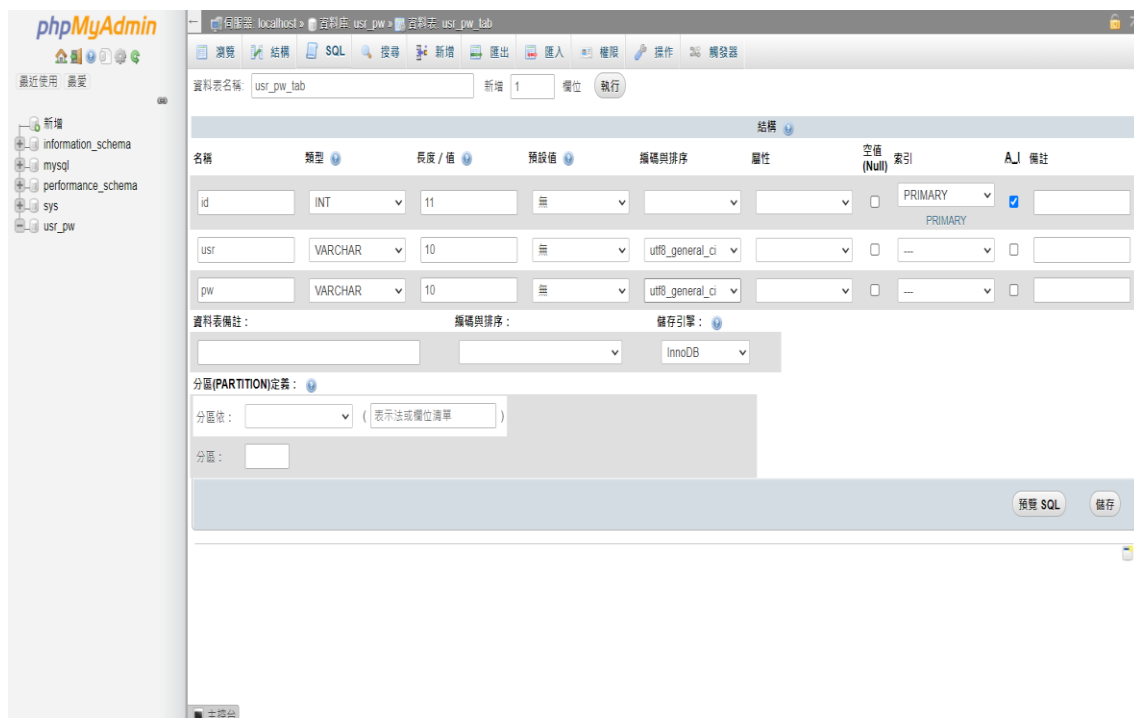 phpMyAdmin
最近使用 最愛
新增
information_schema
mysql
performance_schema
sys
usr_pw
伺服器: localhost » 資料庫: usr_pw » 資料表: usr_pw_tab
瀏覽 結構 SQL 搜尋 新增 匯出 匯入 權限 操作 觸發器
資料表名稱: usr_pw_tab 新增 1 欄位 執行
結構
名稱 類型 長度 / 值 預設值 編碼與排序 屬性 空值 (Null) 索引 A_I 備註
id INT 11 無 PRIMARY
PRIMARY
usr VARCHAR 10 無 utf8_general_ci ---
pw VARCHAR 10 無 utf8_general_ci ---
資料表備註： 編碼與排序： 儲存引擎：
InnoDB
分區(PARTITION)定義：
分區依： ( 表示法或欄位清單 )
分區：
預覽 SQL 儲存
主控台